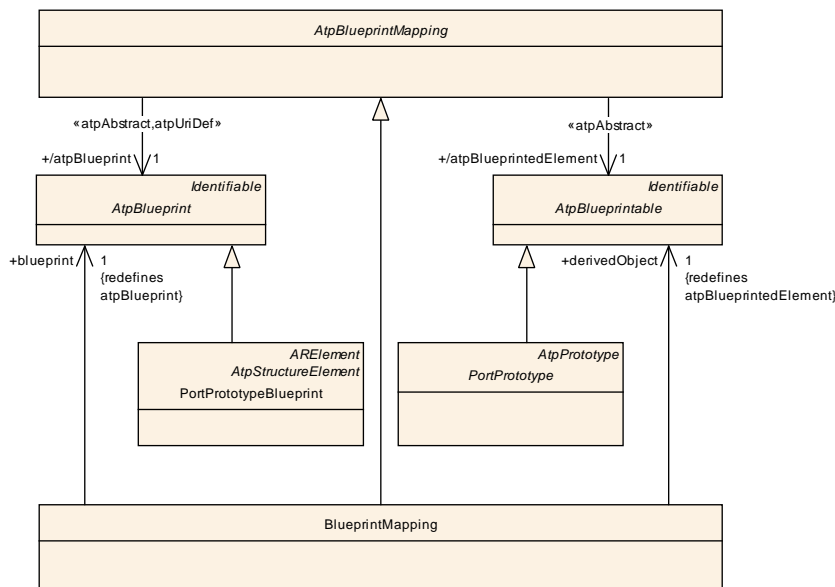 AtpBlueprintMapping
«atpAbstract,atpUriDef»
«atpAbstract»
+/atpBlueprint 1
+/atpBlueprintedElement 1
Identifiable
AtpBlueprint
Identifiable
AtpBlueprintable
+blueprint 1
{redefines
atpBlueprint}
+derivedObject 1
{redefines
atpBlueprintedElement}
ARElement
AtpStructureElement
PortPrototypeBlueprint
AtpPrototype
PortPrototype
BlueprintMapping